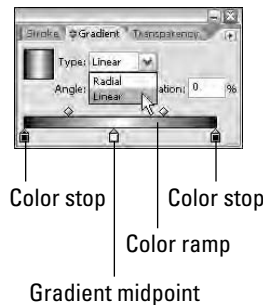 Stroke Gradient Transparency
Type: Linear
Radial
Linear
Angle: ation: 0 %
Color stop Color stop
Color ramp
Gradient midpoint